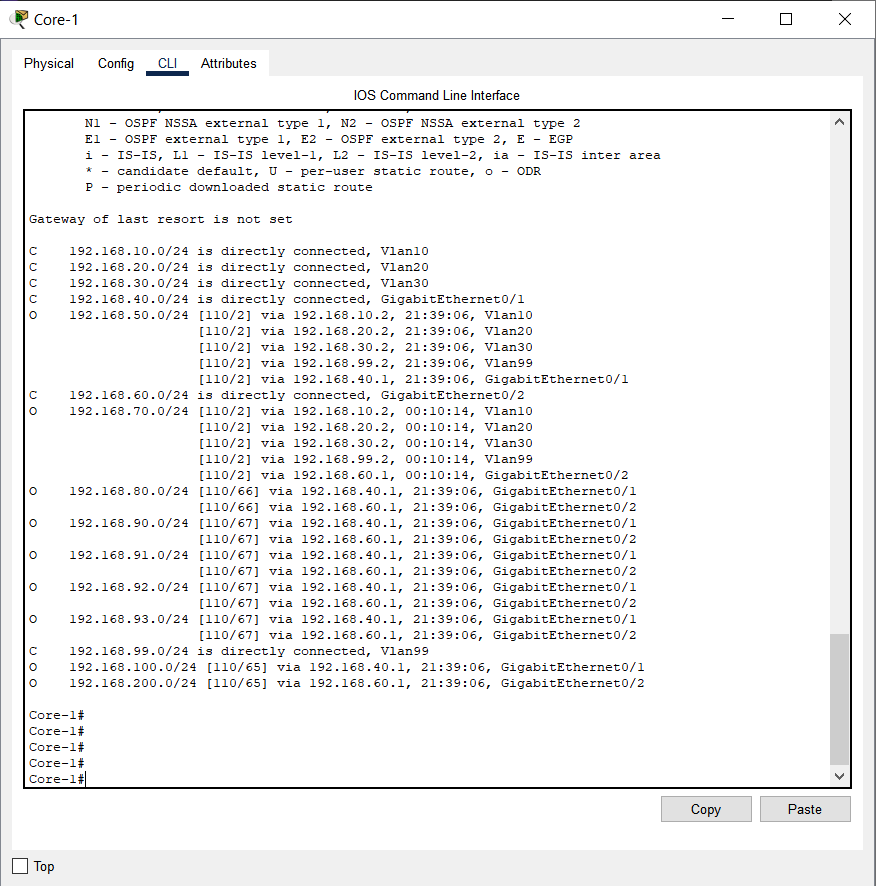 Core-1
Physical Config CLI Attributes
IOS Command Line Interface
N1 - OSPF NSSA external type 1, N2 - OSPF NSSA external type 2
E1 - OSPF external type 1, E2 - OSPF external type 2, E - EGP
i - IS-IS, L1 - IS-IS level-1, L2 - IS-IS level-2, ia - IS-IS inter area
* - candidate default, U - per-user static route, o - ODR
P - periodic downloaded static route
Gateway of last resort is not set
C 192.168.10.0/24 is directly connected, Vlan10
C 192.168.20.0/24 is directly connected, Vlan20
C 192.168.30.0/24 is directly connected, Vlan30
C 192.168.40.0/24 is directly connected, GigabitEthernet0/1
O 192.168.50.0/24 [110/2] via 192.168.10.2, 21:39:06, Vlan10
[110/2] via 192.168.20.2, 21:39:06, Vlan20
[110/2] via 192.168.30.2, 21:39:06, Vlan30
[110/2] via 192.168.99.2, 21:39:06, Vlan99
[110/2] via 192.168.40.1, 21:39:06, GigabitEthernet0/1
C 192.168.60.0/24 is directly connected, GigabitEthernet0/2
O 192.168.70.0/24 [110/2] via 192.168.10.2, 00:10:14, Vlan10
[110/2] via 192.168.20.2, 00:10:14, Vlan20
[110/2] via 192.168.30.2, 00:10:14, Vlan30
[110/2] via 192.168.99.2, 00:10:14, Vlan99
[110/2] via 192.168.60.1, 00:10:14, GigabitEthernet0/2
O 192.168.80.0/24 [110/66] via 192.168.40.1, 21:39:06, GigabitEthernet0/1
[110/66] via 192.168.60.1, 21:39:06, GigabitEthernet0/2
O 192.168.90.0/24 [110/67] via 192.168.40.1, 21:39:06, GigabitEthernet0/1
[110/67] via 192.168.60.1, 21:39:06, GigabitEthernet0/2
O 192.168.91.0/24 [110/67] via 192.168.40.1, 21:39:06, GigabitEthernet0/1
[110/67] via 192.168.60.1, 21:39:06, GigabitEthernet0/2
O 192.168.92.0/24 [110/67] via 192.168.40.1, 21:39:06, GigabitEthernet0/1
[110/67] via 192.168.60.1, 21:39:06, GigabitEthernet0/2
O 192.168.93.0/24 [110/67] via 192.168.40.1, 21:39:06, GigabitEthernet0/1
[110/67] via 192.168.60.1, 21:39:06, GigabitEthernet0/2
C 192.168.99.0/24 is directly connected, Vlan99
O 192.168.100.0/24 [110/65] via 192.168.40.1, 21:39:06, GigabitEthernet0/1
O 192.168.200.0/24 [110/65] via 192.168.60.1, 21:39:06, GigabitEthernet0/2
Core-1#
Core-1#
Core-1#
Core-1#
Core-1#
Copy Paste
Top